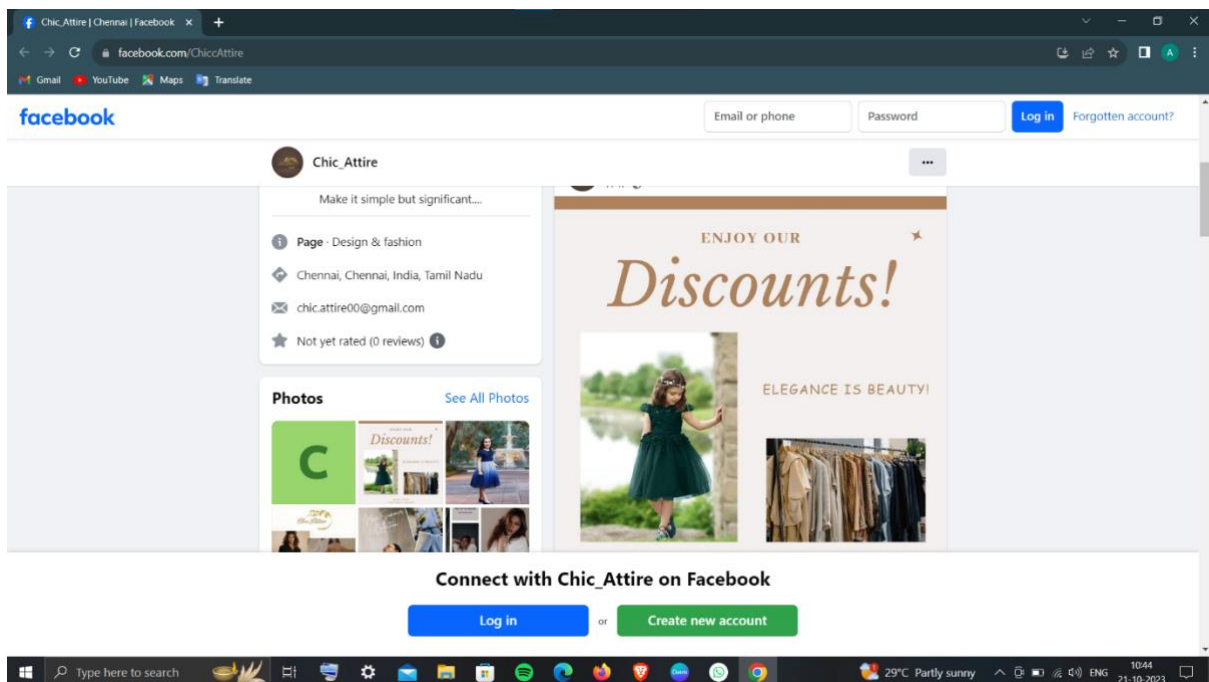 Chic_Attire | Chennai | Facebook
facebook.com/ChiccAttire
Gmail YouTube Maps Translate
facebook
Email or phone
Password
Log in
Forgotten account?
Chic_Attire
Make it simple but significant....
Page · Design & fashion
Chennai, Chennai, India, Tamil Nadu
chic.attire00@gmail.com
Not yet rated (0 reviews)
Photos
See All Photos
C
Discounts!
ENJOY OUR
Discounts!
ELEGANCE IS BEAUTY!
Connect with Chic_Attire on Facebook
Log in or Create new account
Type here to search
29°C Partly sunny
ENG
10:44
21-10-2023